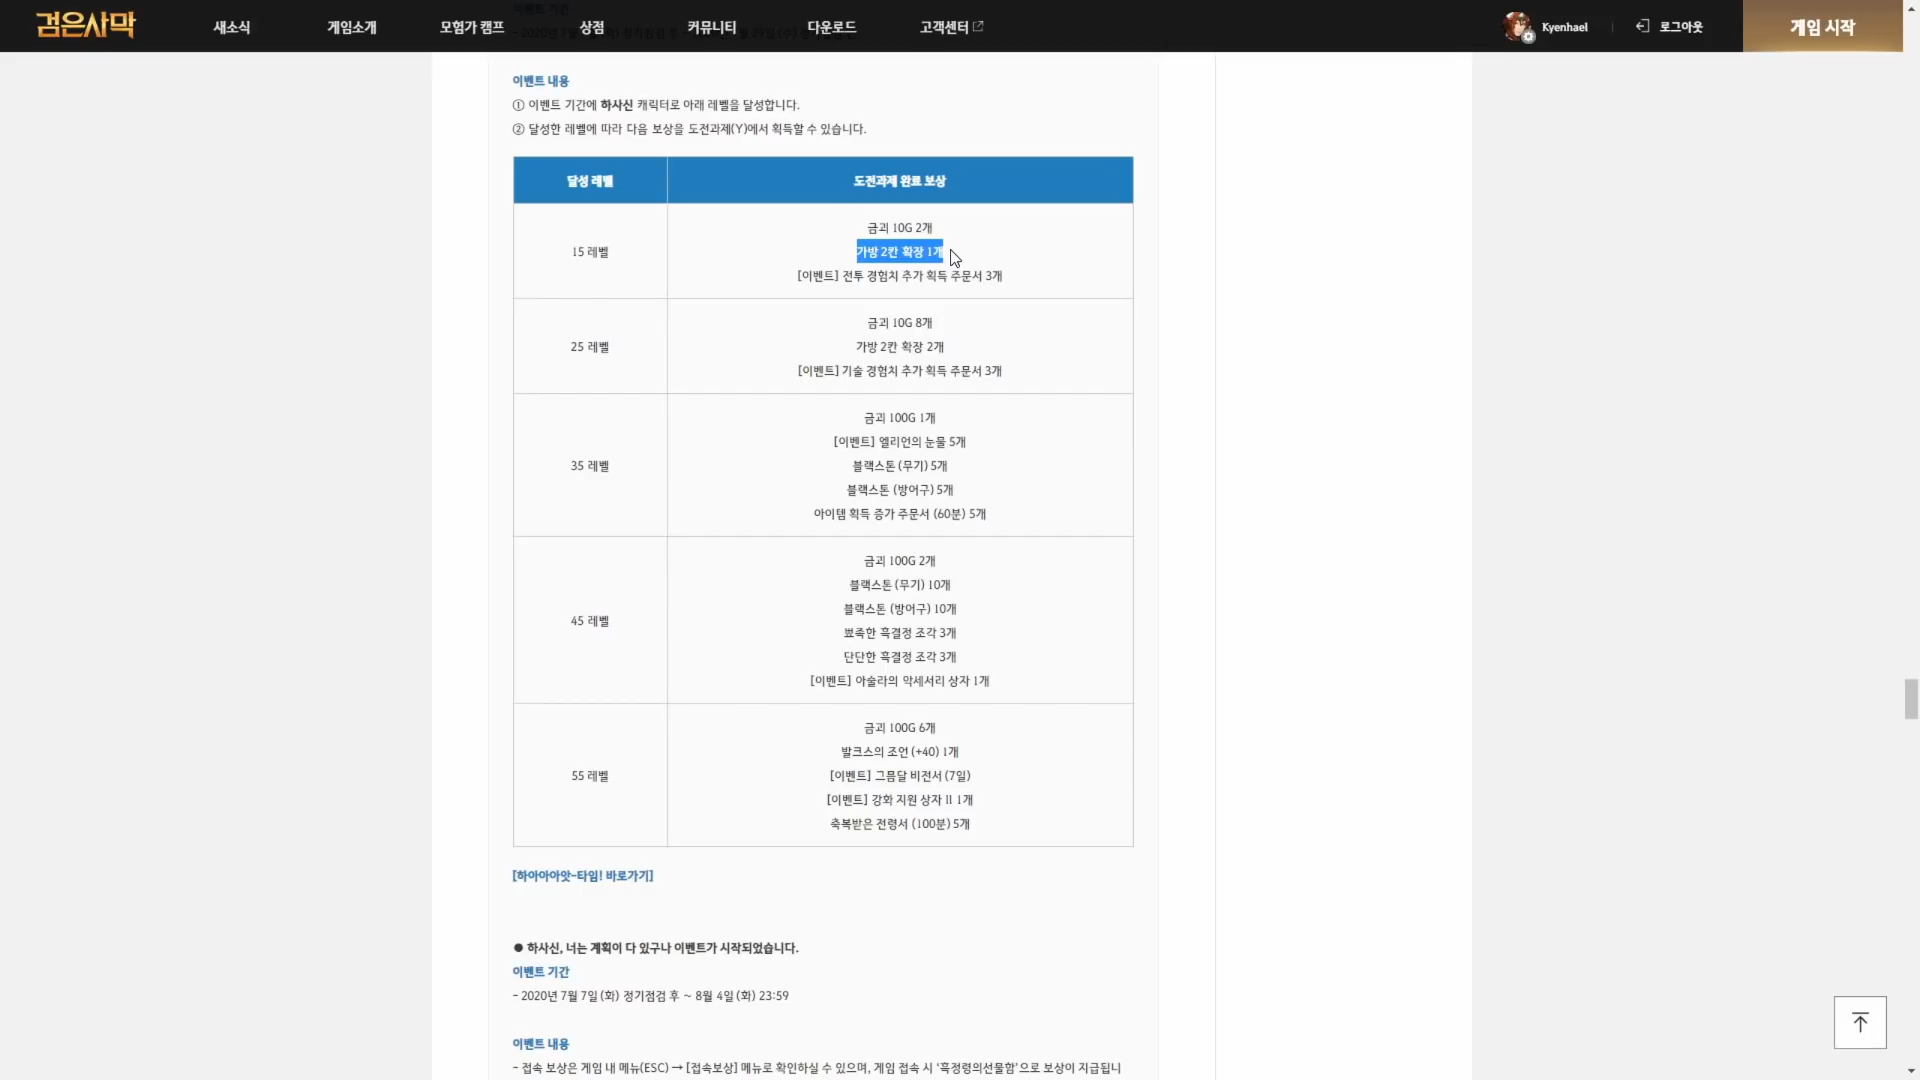 검은사막
새소식
게임소개
모험가 캠프
상점
커뮤니티
다운로드
고객센터
Kyenhael
로그아웃
게임 시작
이벤트 내용
① 이벤트 기간에 하사신 캐릭터로 아래 레벨을 달성합니다.
② 달성한 레벨에 따라 다음 보상을 도전과제(Y)에서 획득할 수 있습니다.
달성 레벨
도전과제 완료 보상
15 레벨
금괴 10G 2개
가방 2칸 확장 1개
[이벤트] 전투 경험치 추가 획득 주문서 3개
25 레벨
금괴 10G 8개
가방 2칸 확장 2개
[이벤트] 기술 경험치 추가 획득 주문서 3개
35 레벨
금괴 100G 1개
[이벤트] 엘리언의 눈물 5개
블랙스톤 (무기) 5개
블랙스톤 (방어구) 5개
아이템 획득 증가 주문서 (60분) 5개
45 레벨
금괴 100G 2개
블랙스톤 (무기) 10개
블랙스톤 (방어구) 10개
뾰족한 흑결정 조각 3개
단단한 흑결정 조각 3개
[이벤트] 아술라의 악세서리 상자 1개
55 레벨
금괴 100G 6개
발크스의 조언 (+40) 1개
[이벤트] 그믐달 비전서 (7일)
[이벤트] 강화 지원 상자 II 1개
축복받은 전령서 (100분) 5개
[하아아아앗~타임! 바로가기]
● 하사신, 너는 계획이 다 있구나 이벤트가 시작되었습니다.
이벤트 기간
- 2020년 7월 7일 (화) 정기점검 후 ~ 8월 4일 (화) 23:59
이벤트 내용
- 접속 보상은 게임 내 메뉴(ESC) → [접속보상] 메뉴로 확인하실 수 있으며, 게임 접속 시 '흑정령의선물함'으로 보상이 지급됩니